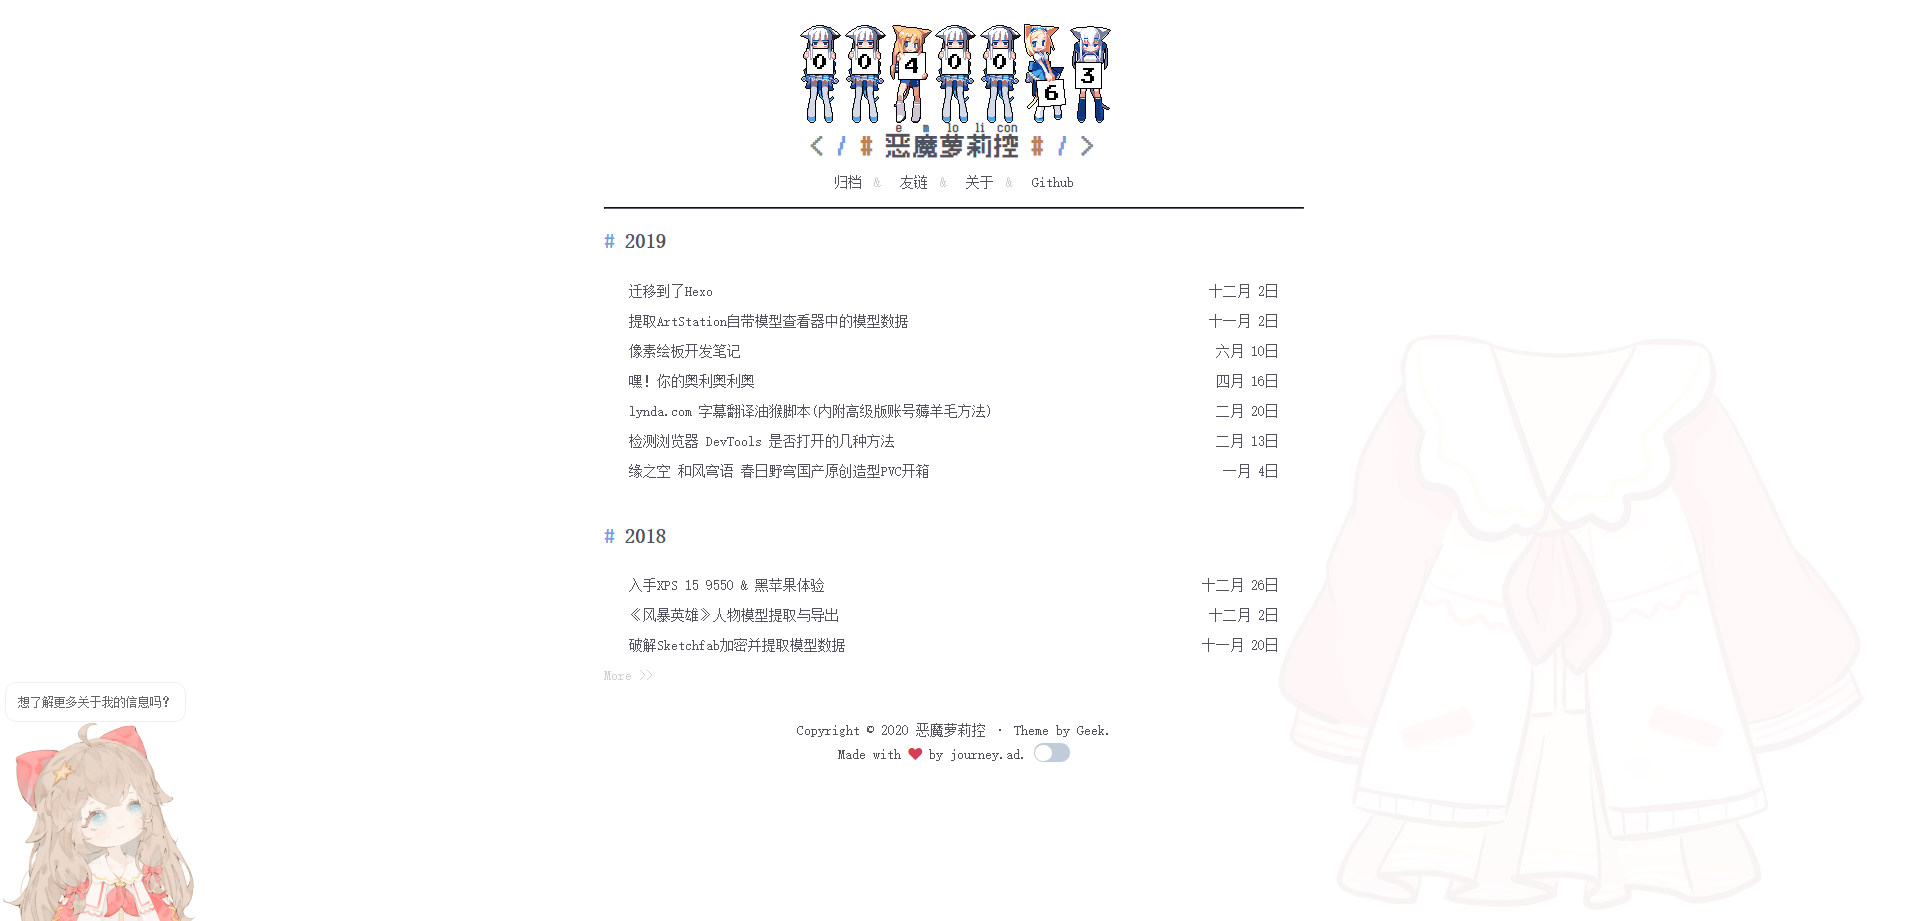 0 0 4 0 0 6 3
e m lo li con
< / # 恶魔萝莉控 # / >
归档 & 友链 & 关于 & Github
# 2019
迁移到了Hexo 十二月 2日
提取ArtStation自带模型查看器中的模型数据 十一月 2日
像素绘板开发笔记 六月 10日
嘿!你的奥利奥利奥 四月 16日
lynda.com 字幕翻译油猴脚本(内附高级版账号薅羊毛方法) 二月 20日
检测浏览器 DevTools 是否打开的几种方法 二月 13日
缘之空 和风穹语 春日野穹国产原创造型PVC开箱 一月 4日
# 2018
入手XPS 15 9550 & 黑苹果体验 十二月 26日
《风暴英雄》人物模型提取与导出 十二月 2日
破解Sketchfab加密并提取模型数据 十一月 20日
More >>
想了解更多关于我的信息吗?
Copyright © 2020 恶魔萝莉控 · Theme by Geek.
Made with ❤ by journey.ad.